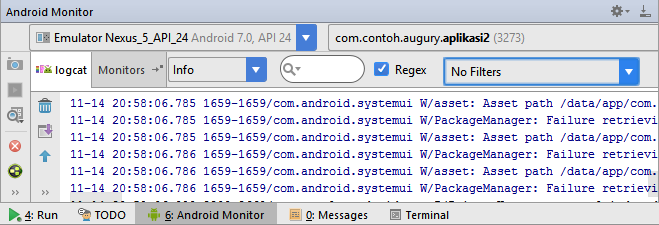 Android Monitor
Emulator Nexus_5_API_24 Android 7.0, API 24 com.contoh.augury.aplikasi2 (3273)
logcat Monitors Info Regex No Filters
11-14 20:58:06.785 1659-1659/com.android.systemui W/asset: Asset path /data/app/com.
11-14 20:58:06.785 1659-1659/com.android.systemui W/PackageManager: Failure retrievi
11-14 20:58:06.786 1659-1659/com.android.systemui W/asset: Asset path /data/app/com.
11-14 20:58:06.786 1659-1659/com.android.systemui W/PackageManager: Failure retrievi
11-14 20:58:06.786 1659-1659/com.android.systemui W/asset: Asset path /data/app/com.
11-14 20:58:06.786 1659-1659/com.android.systemui W/PackageManager: Failure retrievi
4: Run TODO 6: Android Monitor 0: Messages Terminal